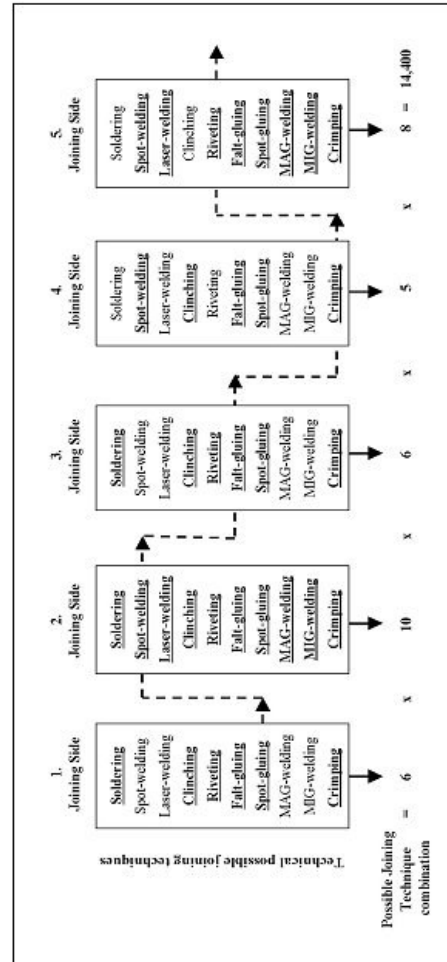 1.
Joining Side
2.
Joining Side
3.
Joining Side
4.
Joining Side
5.
Joining Side
Technical possible joining techniques
Soldering
Spot-welding
Laser-welding
Clinching
Riveting
Falt-gluing
Spot-gluing
MAG-welding
MIG-welding
Crimping
Soldering
Spot-welding
Laser-welding
Clinching
Riveting
Falt-gluing
Spot-gluing
MAG-welding
MIG-welding
Crimping
Soldering
Spot-welding
Laser-welding
Clinching
Riveting
Falt-gluing
Spot-gluing
MAG-welding
MIG-welding
Crimping
Soldering
Spot-welding
Laser-welding
Clinching
Riveting
Falt-gluing
Spot-gluing
MAG-welding
MIG-welding
Crimping
Soldering
Spot-welding
Laser-welding
Clinching
Riveting
Falt-gluing
Spot-gluing
MAG-welding
MIG-welding
Crimping
Possible Joining
Technique
combination
= 6 x 10 x 6 x 5 x 8 = 14,400